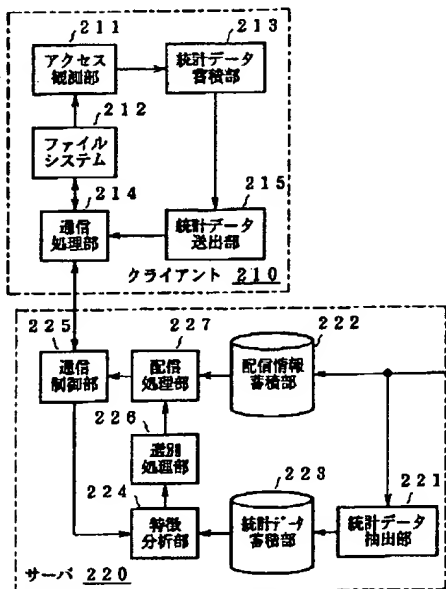 211
アクセス
観測部
213
統計データ
蓄積部
212
ファイル
システム
214
通信
処理部
215
統計データ
送出部
クライアント 210
225
通信
制御部
227
配信
処理部
222
配信情報
蓄積部
226
選別
処理部
224
特徴
分析部
223
統計データ
蓄積部
221
統計データ
抽出部
サーバ 220